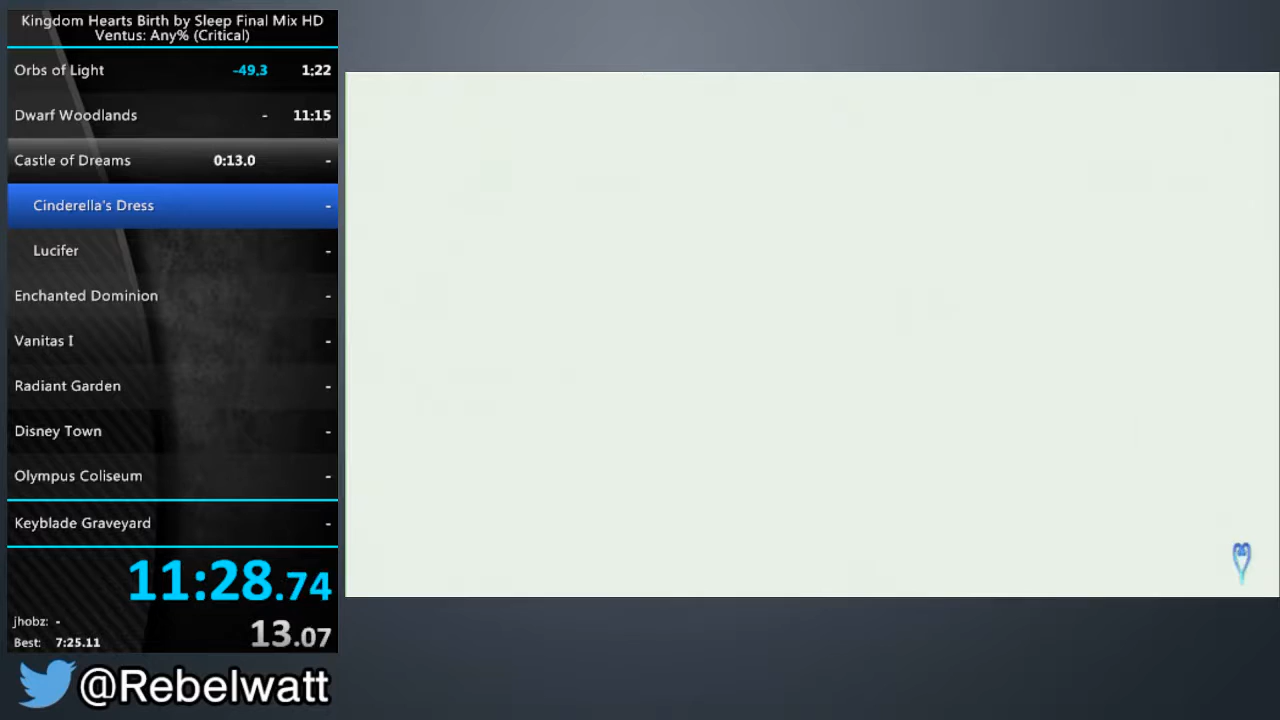 Kingdom Hearts Birth by Sleep Final Mix HD
Ventus: Any% (Critical)
Orbs of Light -49.3 1:22
Dwarf Woodlands - 11:15
Castle of Dreams 0:13.0 -
Cinderella's Dress -
Lucifer -
Enchanted Dominion -
Vanitas I -
Radiant Garden -
Disney Town -
Olympus Coliseum -
Keyblade Graveyard -
11:28.74
jhobz: -
13.07
Best: 7:25.11
@Rebelwatt